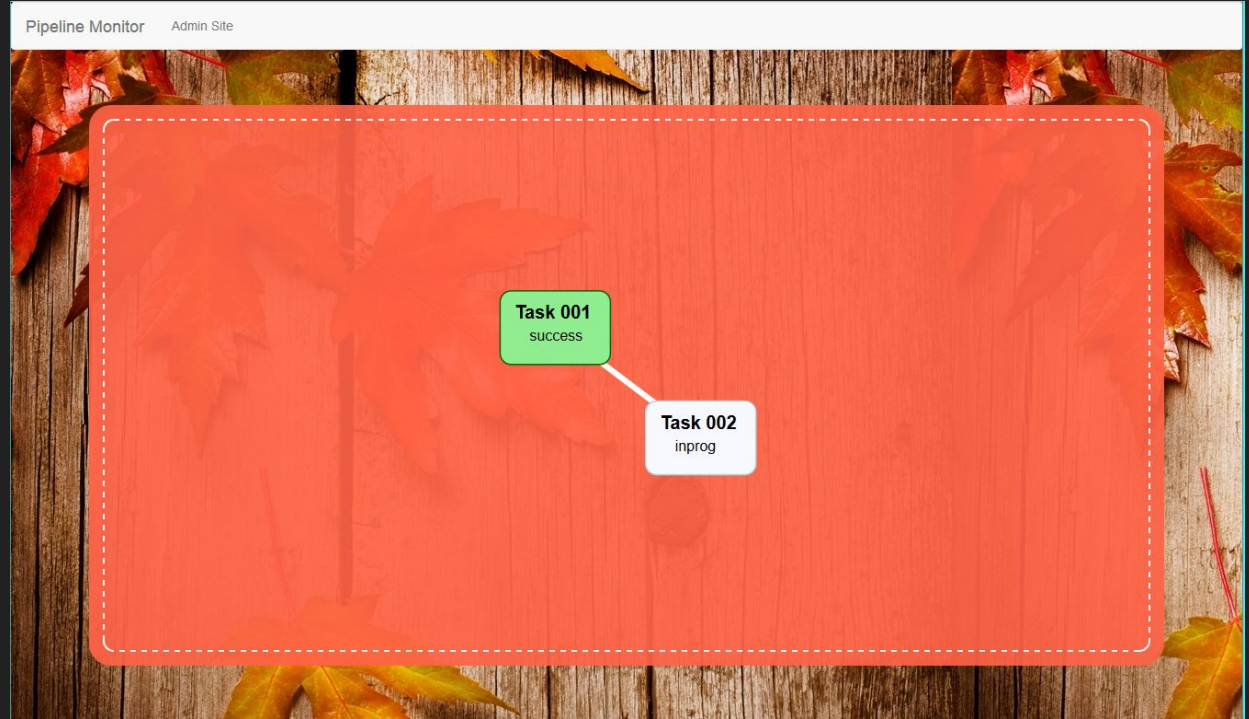 Pipeline Monitor Admin Site
Task 001
success
Task 002
inprog